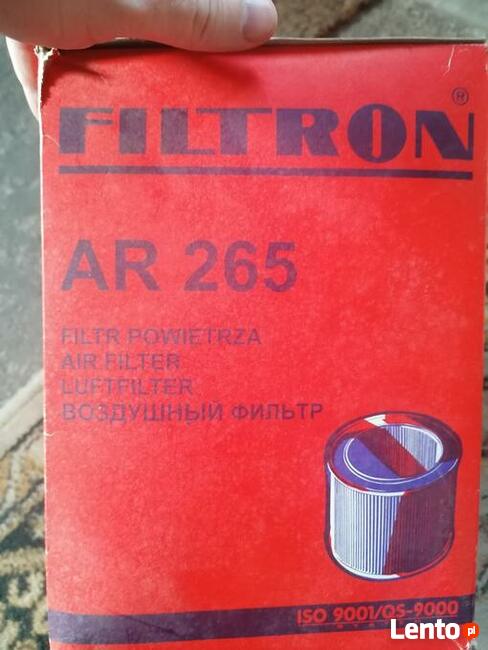 FILTRON ®
AR 265
FILTR POWIETRZA
AIR FILTER
LUFTFILTER
ВОЗДУШНЫЙ ФИЛЬТР
ISO 9001/QS-9000
Lento pl